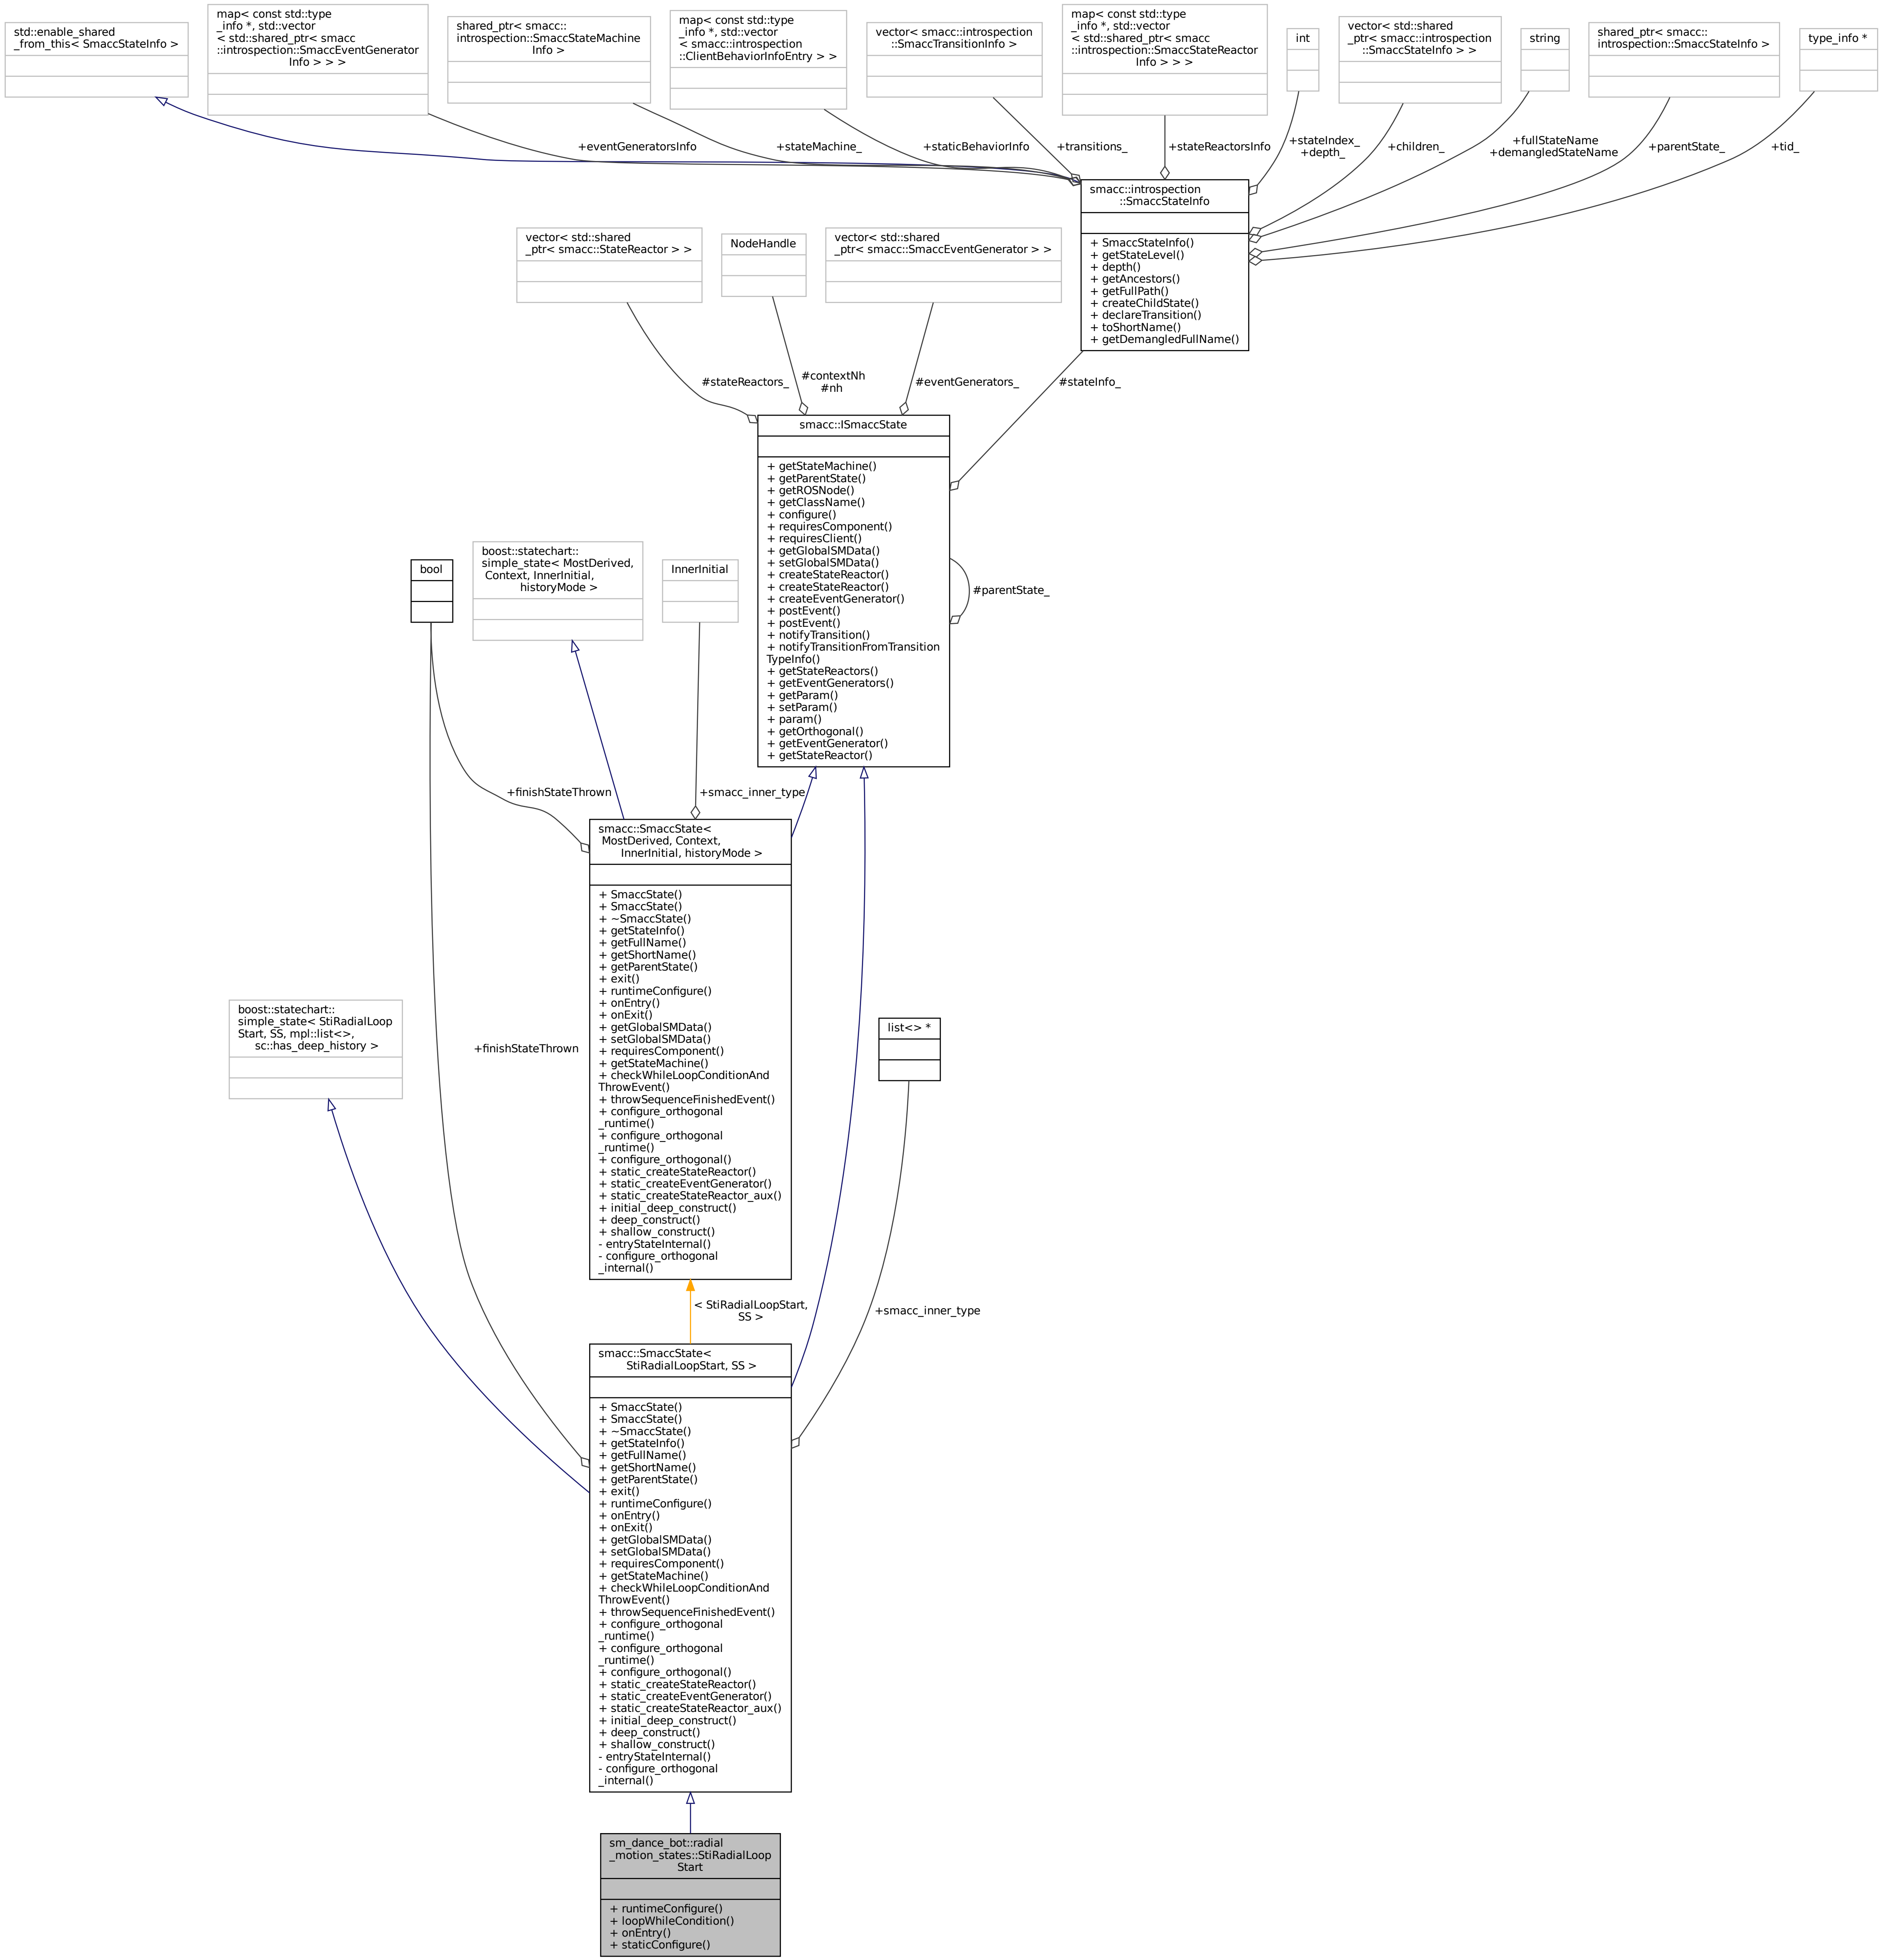 std::enable_shared
_from_this< SmaccStateInfo >
map< const std::type
_info *, std::vector
< std::shared_ptr< smacc
::introspection::SmaccEventGenerator
Info > > >
shared_ptr< smacc::
introspection::SmaccStateMachine
Info >
map< const std::type
_info *, std::vector
< smacc::introspection
::ClientBehaviorInfoEntry > >
vector< smacc::introspection
::SmaccTransitionInfo >
map< const std::type
_info *, std::vector
< std::shared_ptr< smacc
::introspection::SmaccStateReactor
Info > > >
int
vector< std::shared
_ptr< smacc::introspection
::SmaccStateInfo > >
string
shared_ptr< smacc::
introspection::SmaccStateInfo >
type_info *
+eventGeneratorsInfo
+stateMachine_
+staticBehaviorInfo
+transitions_
+stateReactorsInfo
+stateIndex_
+depth_
+children_
+fullStateName
+demangledStateName
+parentState_
+tid_
smacc::introspection
::SmaccStateInfo
+ SmaccStateInfo()
+ getStateLevel()
+ depth()
+ getAncestors()
+ getFullPath()
+ createChildState()
+ declareTransition()
+ toShortName()
+ getDemangledFullName()
vector< std::shared
_ptr< smacc::StateReactor > >
NodeHandle
vector< std::shared
_ptr< smacc::SmaccEventGenerator > >
#stateReactors_
#contextNh
#nh
#eventGenerators_
#stateInfo_
smacc::ISmaccState
+ getStateMachine()
+ getParentState()
+ getROSNode()
+ getClassName()
+ configure()
+ requiresComponent()
+ requiresClient()
+ getGlobalSMData()
+ setGlobalSMData()
+ createStateReactor()
+ createStateReactor()
+ createEventGenerator()
+ postEvent()
+ postEvent()
+ notifyTransition()
+ notifyTransitionFromTransition
TypeInfo()
+ getStateReactors()
+ getEventGenerators()
+ getParam()
+ setParam()
+ param()
+ getOrthogonal()
+ getEventGenerator()
+ getStateReactor()
#parentState_
bool
boost::statechart::
simple_state< MostDerived,
Context, InnerInitial,
historyMode >
InnerInitial
+finishStateThrown
+smacc_inner_type
smacc::SmaccState<
MostDerived, Context,
InnerInitial, historyMode >
+ SmaccState()
+ SmaccState()
+ ~SmaccState()
+ getStateInfo()
+ getFullName()
+ getShortName()
+ getParentState()
+ exit()
+ runtimeConfigure()
+ onEntry()
+ onExit()
+ getGlobalSMData()
+ setGlobalSMData()
+ requiresComponent()
+ getStateMachine()
+ checkWhileLoopConditionAnd
ThrowEvent()
+ throwSequenceFinishedEvent()
+ configure_orthogonal
_runtime()
+ configure_orthogonal
_runtime()
+ configure_orthogonal()
+ static_createStateReactor()
+ static_createEventGenerator()
+ static_createStateReactor_aux()
+ initial_deep_construct()
+ deep_construct()
+ shallow_construct()
- entryStateInternal()
- configure_orthogonal
_internal()
boost::statechart::
simple_state< StiRadialLoop
Start, SS, mpl::list<>,
sc::has_deep_history >
+finishStateThrown
list<> *
< StiRadialLoopStart,
SS >
+smacc_inner_type
smacc::SmaccState<
StiRadialLoopStart, SS >
+ SmaccState()
+ SmaccState()
+ ~SmaccState()
+ getStateInfo()
+ getFullName()
+ getShortName()
+ getParentState()
+ exit()
+ runtimeConfigure()
+ onEntry()
+ onExit()
+ getGlobalSMData()
+ setGlobalSMData()
+ requiresComponent()
+ getStateMachine()
+ checkWhileLoopConditionAnd
ThrowEvent()
+ throwSequenceFinishedEvent()
+ configure_orthogonal
_runtime()
+ configure_orthogonal
_runtime()
+ configure_orthogonal()
+ static_createStateReactor()
+ static_createEventGenerator()
+ static_createStateReactor_aux()
+ initial_deep_construct()
+ deep_construct()
+ shallow_construct()
- entryStateInternal()
- configure_orthogonal
_internal()
sm_dance_bot::radial
_motion_states::StiRadialLoop
Start
+ runtimeConfigure()
+ loopWhileCondition()
+ onEntry()
+ staticConfigure()